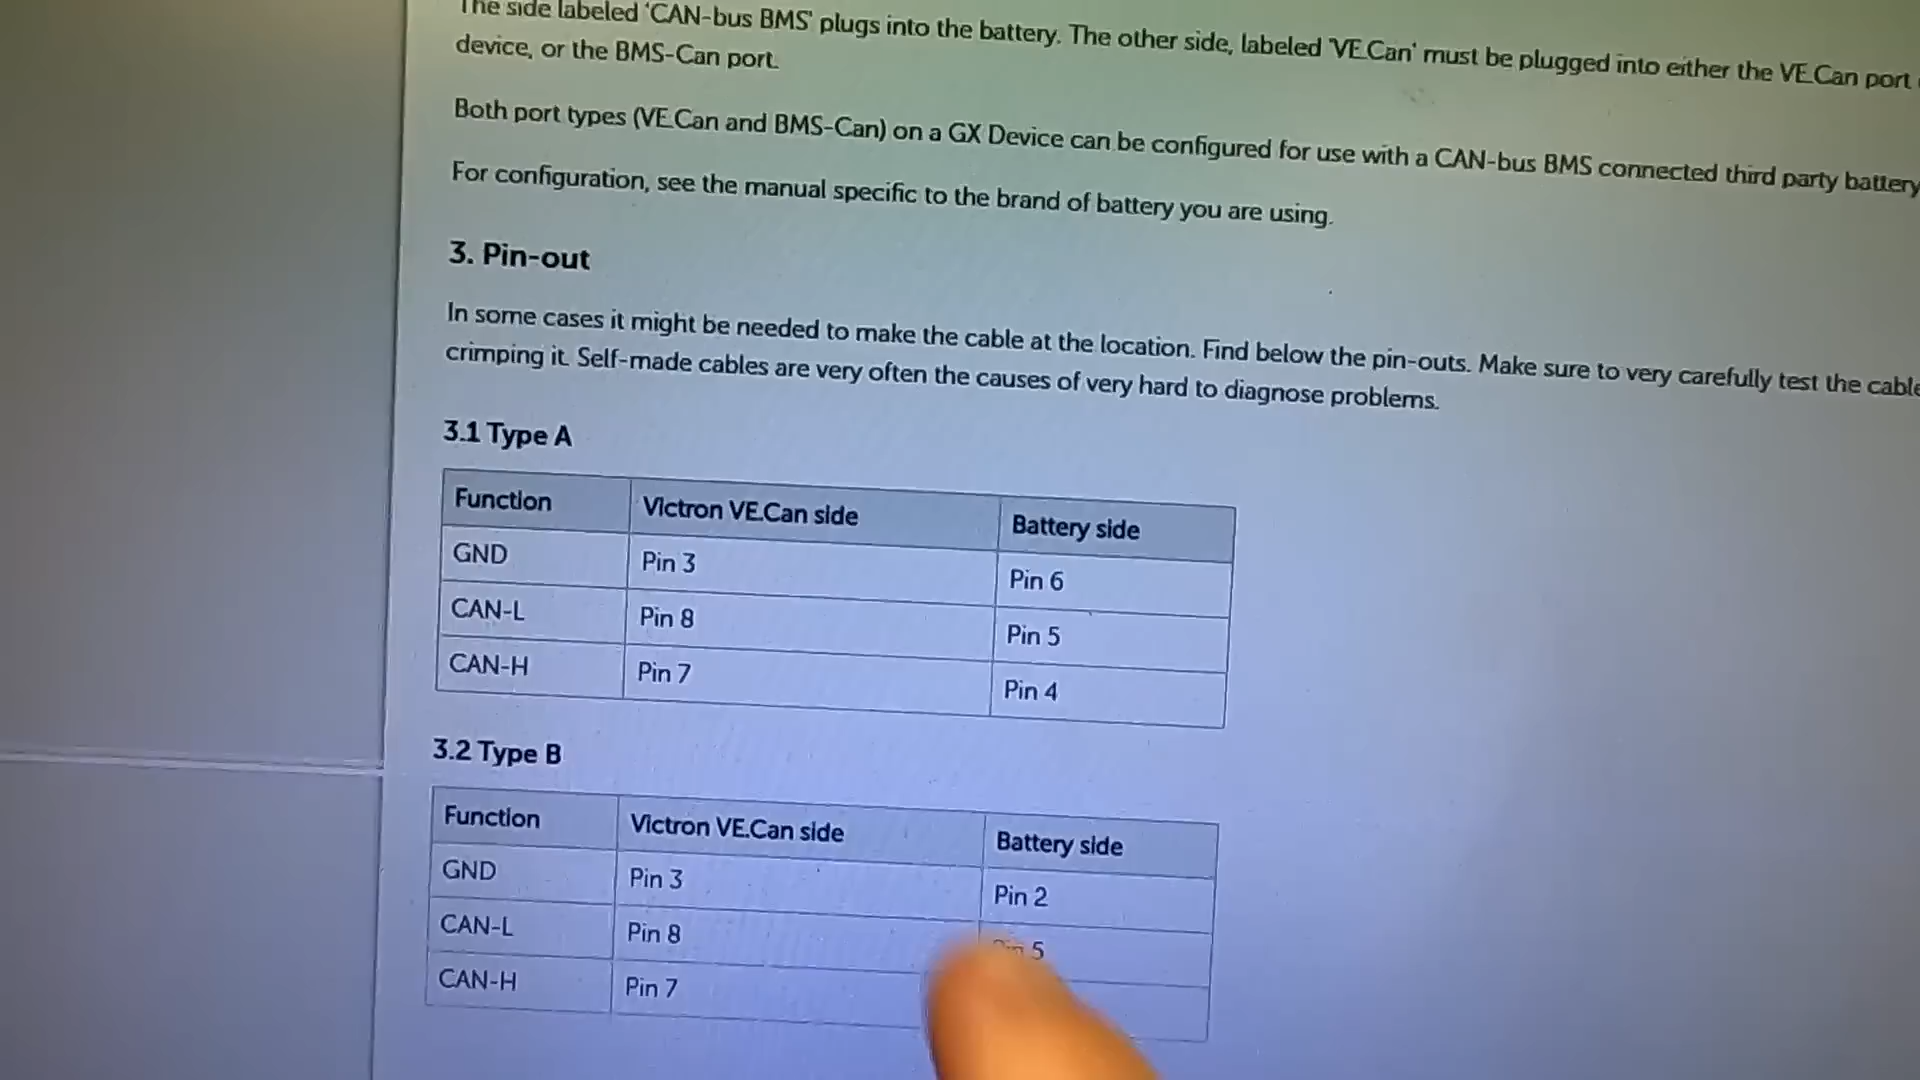 The side labeled 'CAN-bus BMS' plugs into the battery. The other side, labeled 'VE.Can' must be plugged into either the VE.Can port
device, or the BMS-Can port.
Both port types (VE.Can and BMS-Can) on a GX Device can be configured for use with a CAN-bus BMS connected third party battery
For configuration, see the manual specific to the brand of battery you are using.
3. Pin-out
In some cases it might be needed to make the cable at the location. Find below the pin-outs. Make sure to very carefully test the cable
crimping it. Self-made cables are very often the causes of very hard to diagnose problems.
3.1 Type A
Function Victron VE.Can side Battery side
GND Pin 3 Pin 6
CAN-L Pin 8 Pin 5
CAN-H Pin 7 Pin 4
3.2 Type B
Function Victron VE.Can side Battery side
GND Pin 3 Pin 2
CAN-L Pin 8 Pin 5
CAN-H Pin 7